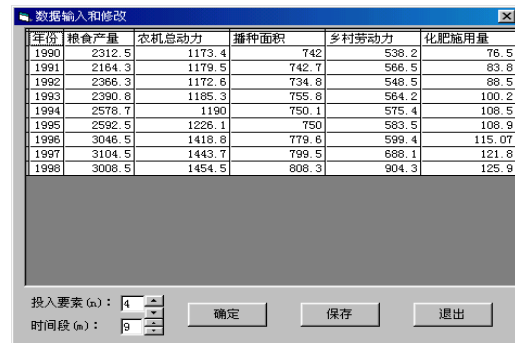 数据输入和修改
年份 粮食产量 农机总动力 播种面积 乡村劳动力 化肥施用量
1990 2312.5 1173.4 742 538.2 76.5
1991 2164.3 1179.5 742.7 566.5 83.8
1992 2366.3 1172.6 734.8 548.5 88.5
1993 2390.8 1185.3 755.8 564.2 100.2
1994 2578.7 1190 750.1 575.4 108.5
1995 2592.5 1226.1 750 583.5 108.9
1996 3046.5 1418.8 779.6 599.4 115.07
1997 3104.5 1443.7 799.5 688.1 121.8
1998 3008.5 1454.5 808.3 904.3 125.9
投入要素(n): 4
时间段(m): 9
确定 保存 退出